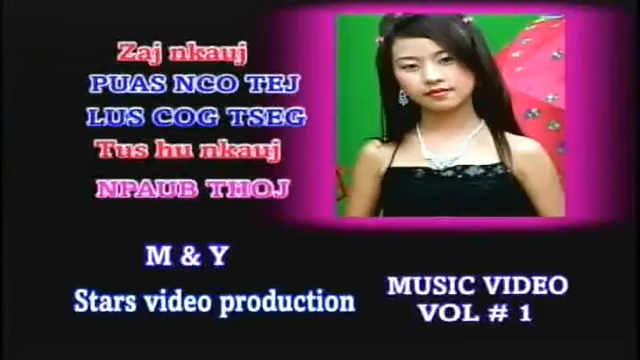 Zaj nkauj
PUAS NCO TEJ
LUS COG TSEG
Tus hu nkauj
NPAUB THOJ
M & Y
Stars video production
MUSIC VIDEO
VOL # 1